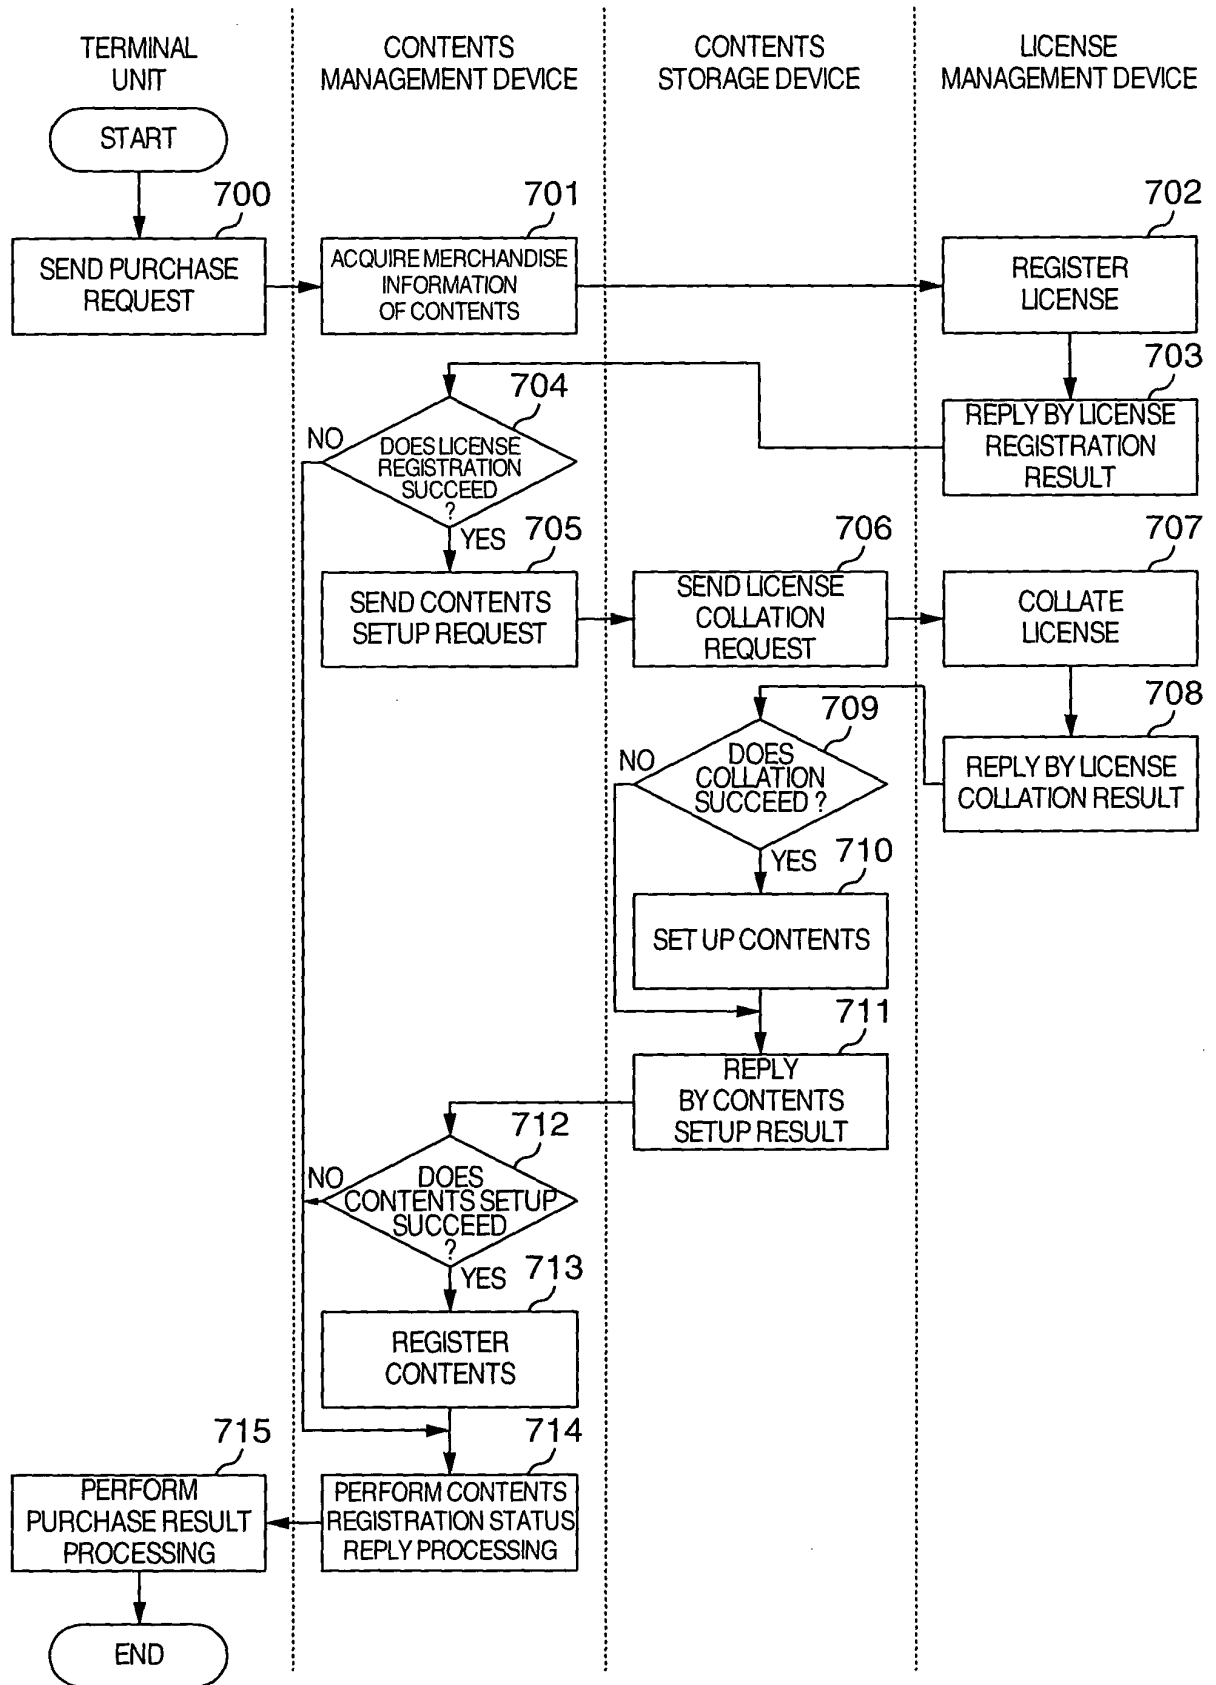 TERMINAL
UNIT
CONTENTS
MANAGEMENT DEVICE
CONTENTS
STORAGE DEVICE
LICENSE
MANAGEMENT DEVICE
START
700
SEND PURCHASE
REQUEST
701
ACQUIRE MERCHANDISE
INFORMATION
OF CONTENTS
702
REGISTER
LICENSE
703
REPLY BY LICENSE
REGISTRATION
RESULT
704
NO
DOES LICENSE
REGISTRATION
SUCCEED
?
YES
705
SEND CONTENTS
SETUP REQUEST
706
SEND LICENSE
COLLATION
REQUEST
707
COLLATE
LICENSE
708
REPLY BY LICENSE
COLLATION RESULT
709
NO
DOES
COLLATION
SUCCEED ?
YES
710
SET UP CONTENTS
711
REPLY
BY CONTENTS
SETUP RESULT
712
NO
DOES
CONTENTS SETUP
SUCCEED
?
YES
713
REGISTER
CONTENTS
714
PERFORM CONTENTS
REGISTRATION STATUS
REPLY PROCESSING
715
PERFORM
PURCHASE RESULT
PROCESSING
END